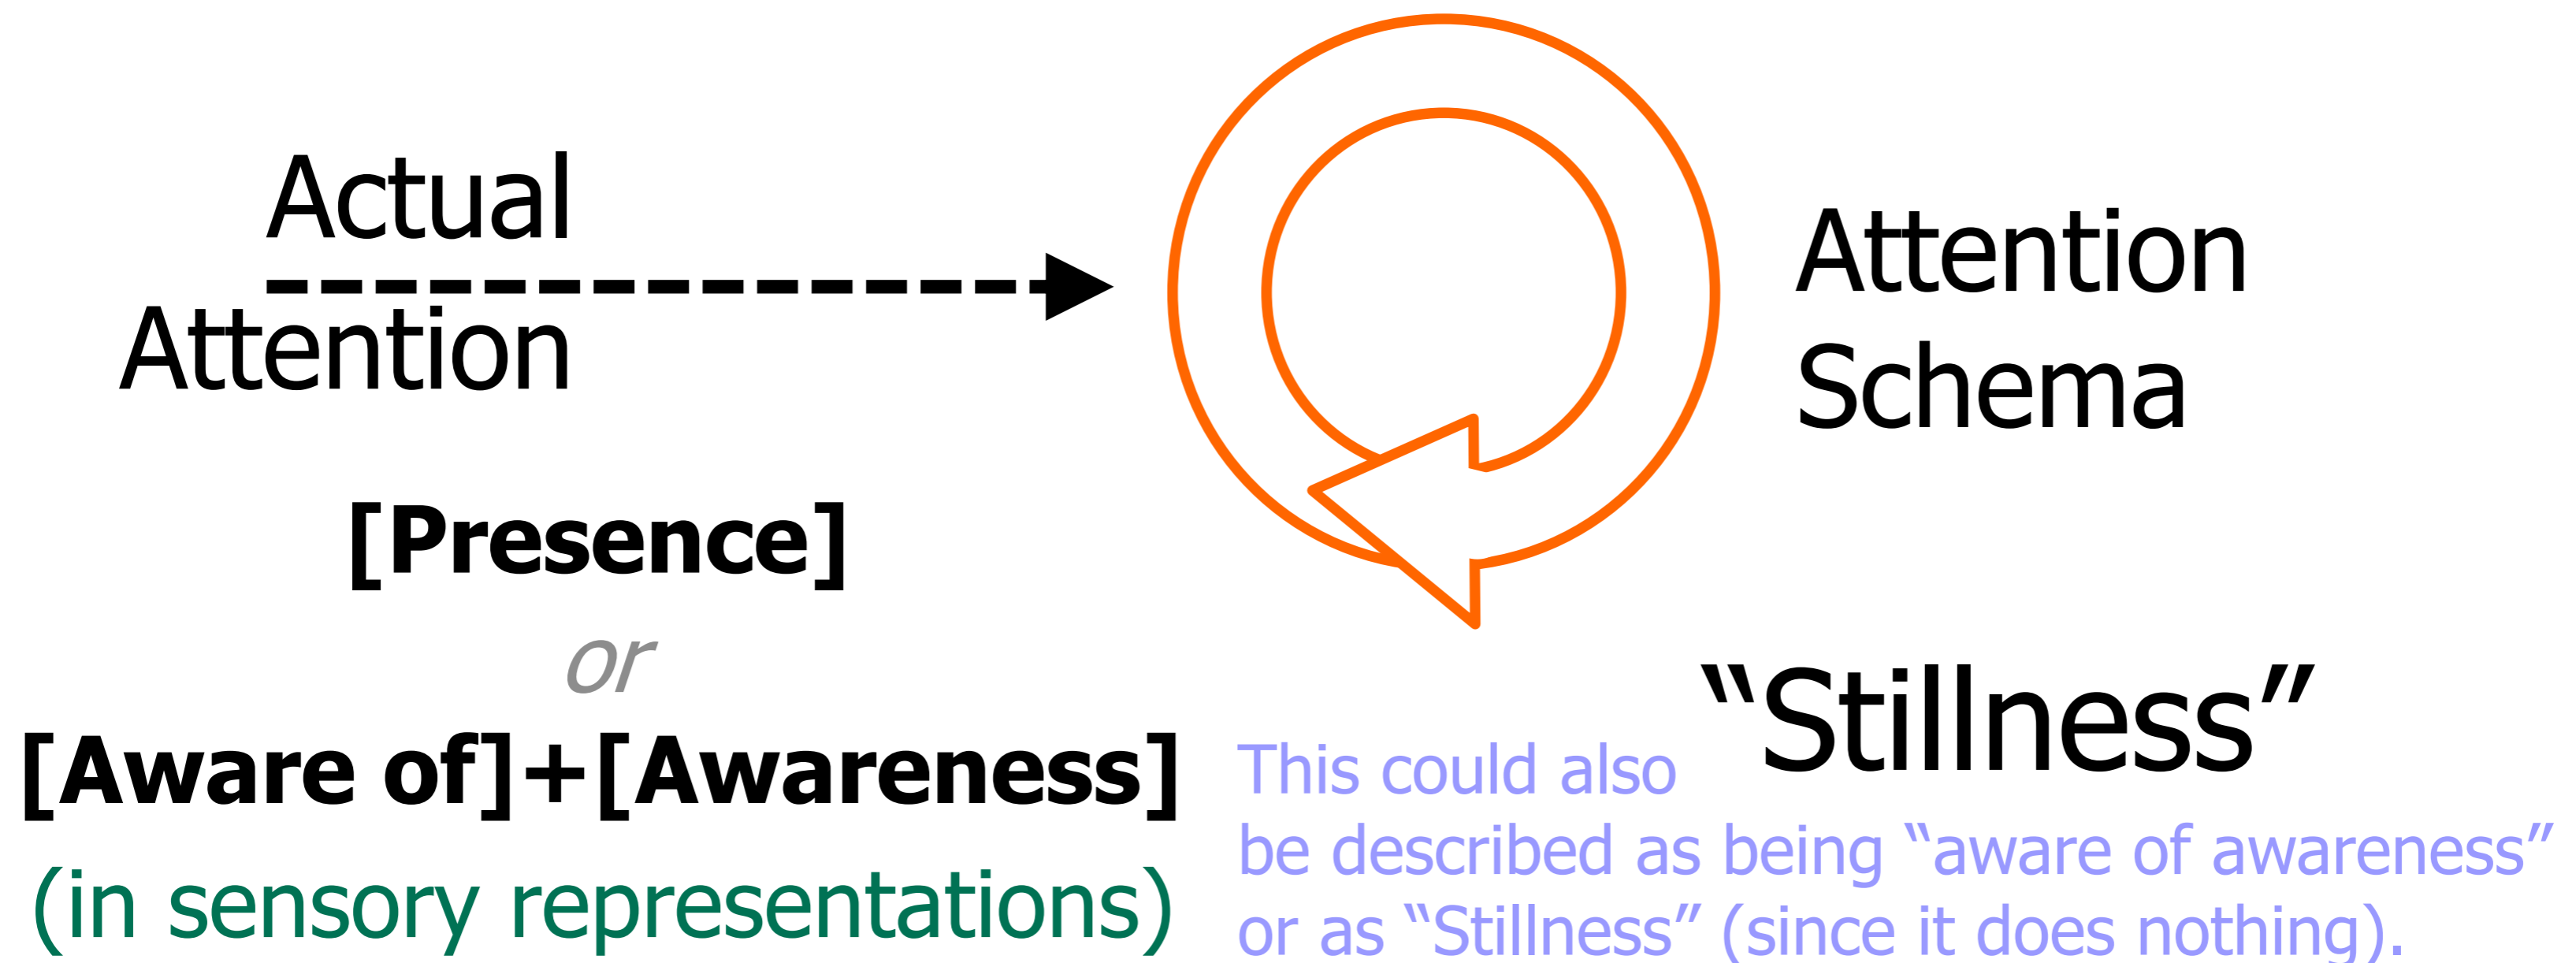 Actual
Attention
Attention
Schema
[Presence]
or
[Aware of]+[Awareness]
(in sensory representations)
“Stillness”
This could also
be described as being “aware of awareness”
or as “Stillness” (since it does nothing).